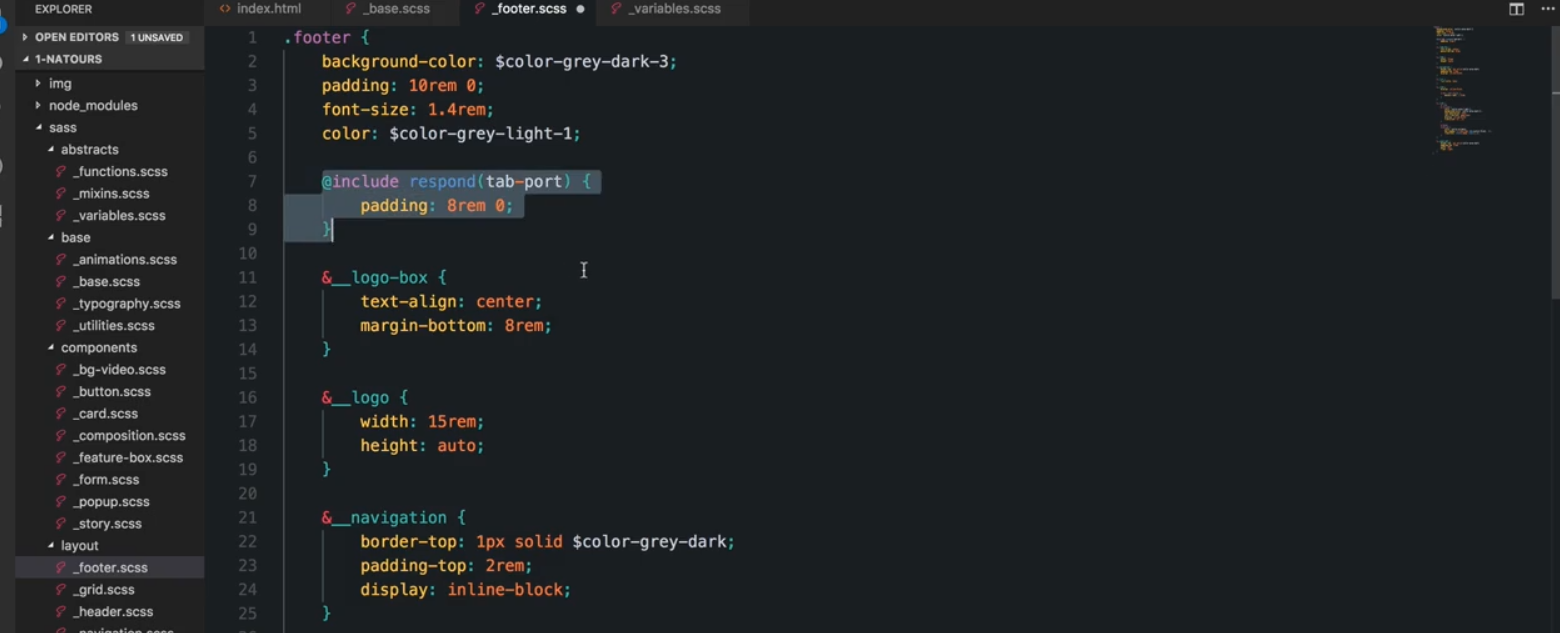 EXPLORER
OPEN EDITORS 1 UNSAVED
1-NATOURS
img
node_modules
sass
abstracts
_functions.scss
_mixins.scss
_variables.scss
base
_animations.scss
_base.scss
_typography.scss
_utilities.scss
components
_bg-video.scss
_button.scss
_card.scss
_composition.scss
_feature-box.scss
_form.scss
_popup.scss
_story.scss
layout
_footer.scss
_grid.scss
_header.scss
_navigation.scss
index.html _base.scss _footer.scss _variables.scss
1 .footer {
2 background-color: $color-grey-dark-3;
3 padding: 10rem 0;
4 font-size: 1.4rem;
5 color: $color-grey-light-1;
6
7 @include respond(tab-port) {
8 padding: 8rem 0;
9 }
10
11 &__logo-box {
12 text-align: center;
13 margin-bottom: 8rem;
14 }
15
16 &__logo {
17 width: 15rem;
18 height: auto;
19 }
20
21 &__navigation {
22 border-top: 1px solid $color-grey-dark;
23 padding-top: 2rem;
24 display: inline-block;
25 }